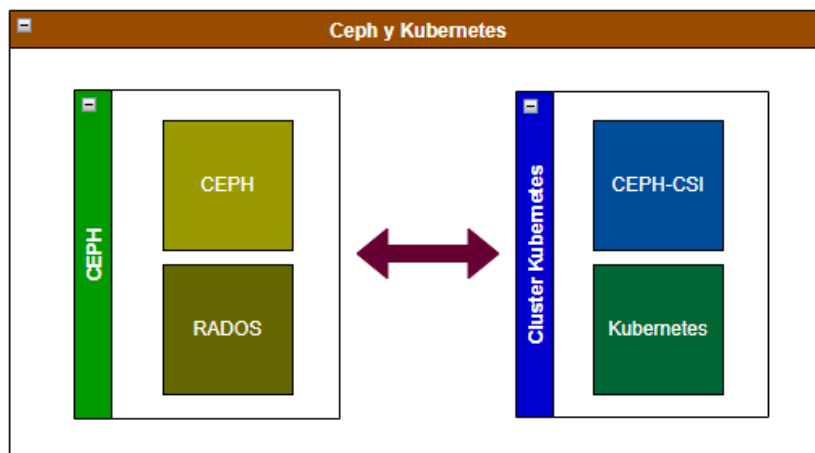 Ceph y Kubernetes
CEPH
CEPH
RADOS
Cluster Kubernetes
CEPH-CSI
Kubernetes